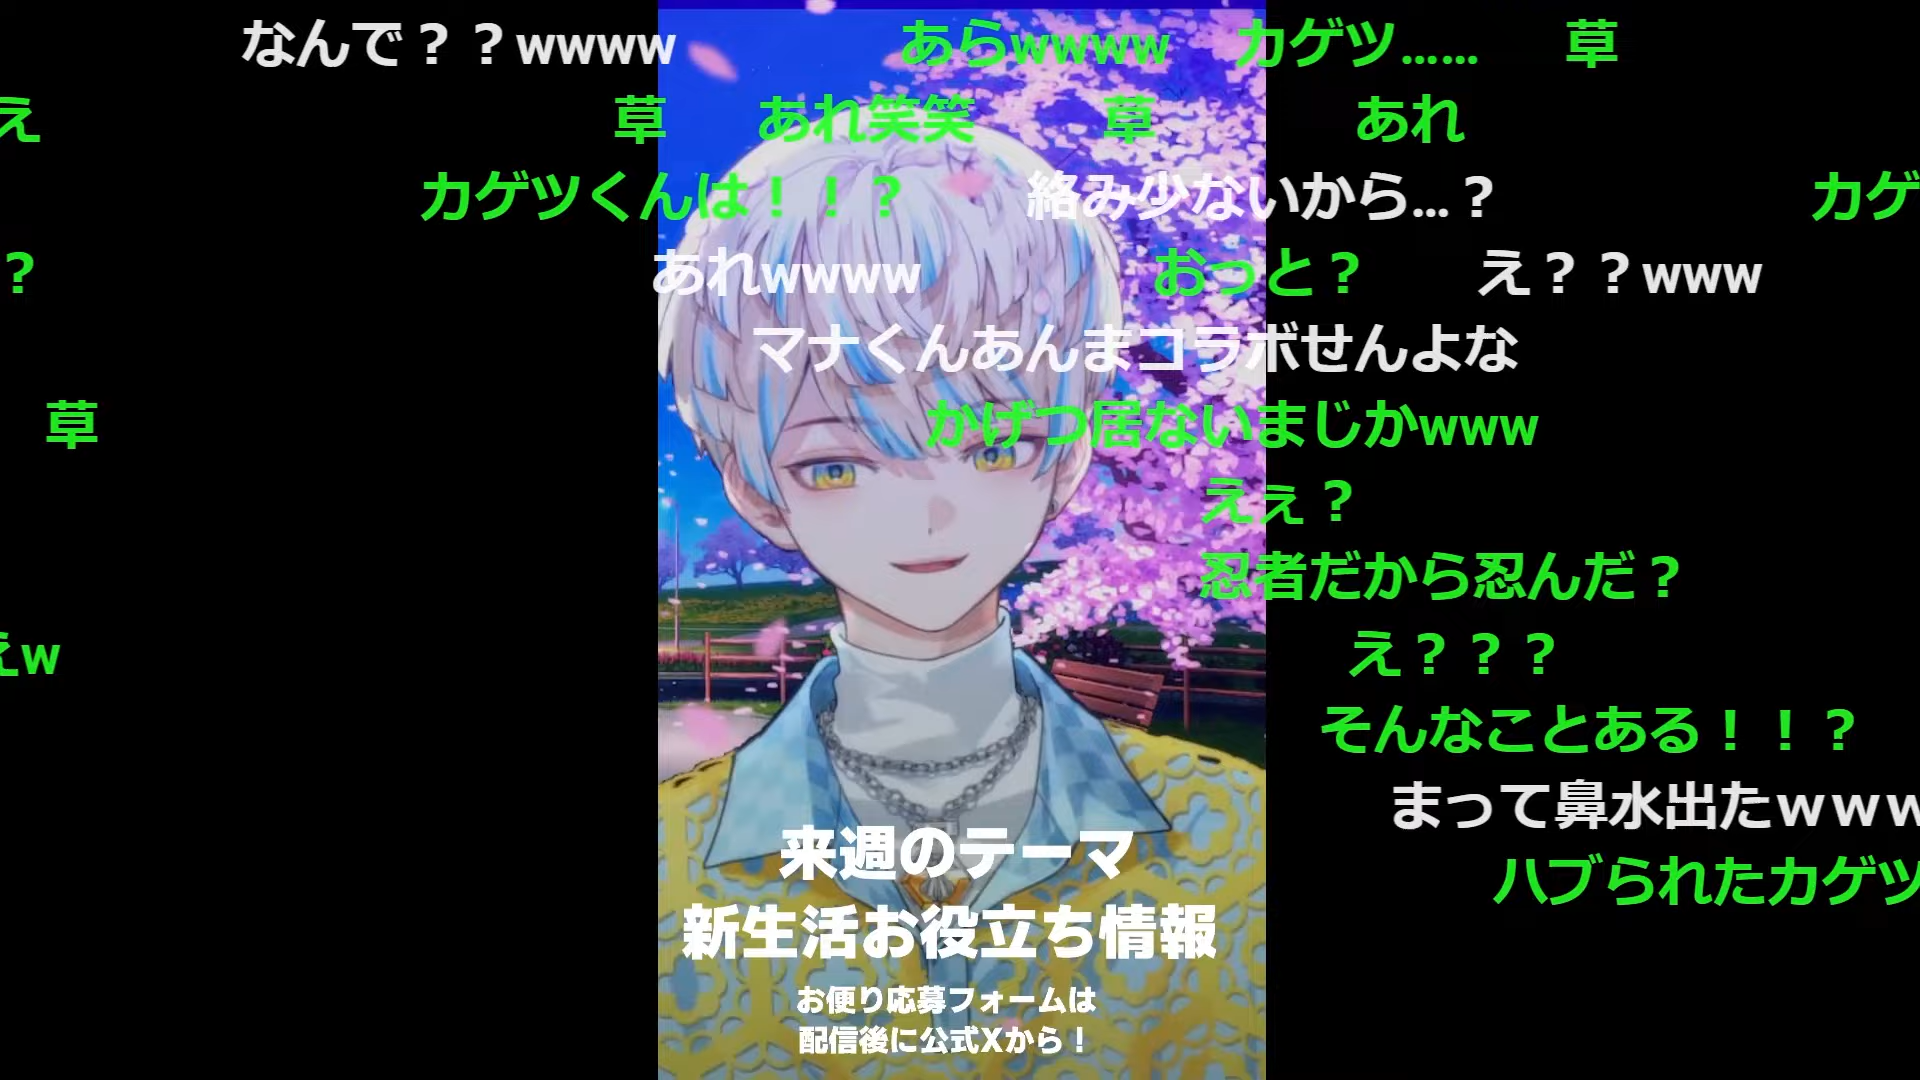 なんで？？wwww
あらwwww
カゲツ……
草
え
草
あれ笑笑
草
あれ
カゲツくんは！！？
絡み少ないから…？
カゲ
？
あれwwww
おっと？
え？？www
マナくんあんまコラボせんよな
草
かげつ居ないまじかwww
えぇ？
忍者だから忍んだ？
えw
え？？？
そんなことある！！？
まって鼻水出たｗｗｗ
ハブられたカゲツ
来週のテーマ
新生活お役立ち情報
お便り応募フォームは
配信後に公式Xから！